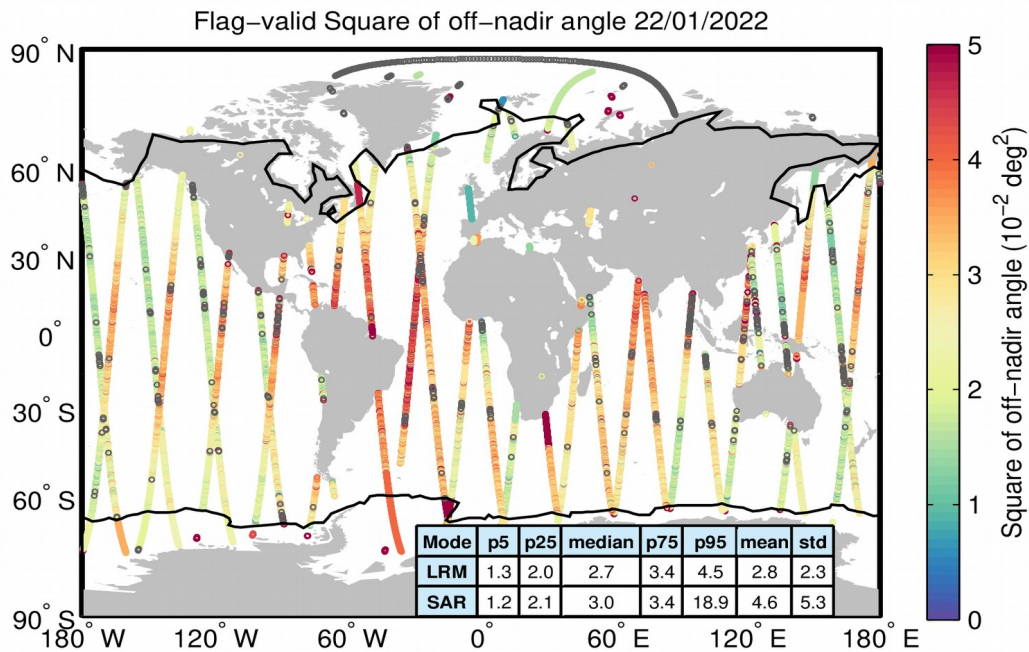 Flag-valid Square of off-nadir angle 22/01/2022
90° N
60° N
30° N
0°
30° S
60° S
90° S
180° W
120° W
60° W
0°
60° E
120° E
180° E
Mode p5 p25 median p75 p95 mean std
LRM 1.3 2.0 2.7 3.4 4.5 2.8 2.3
SAR 1.2 2.1 3.0 3.4 18.9 4.6 5.3
5
4
3
2
1
0
Square of off-nadir angle (10⁻² deg²)